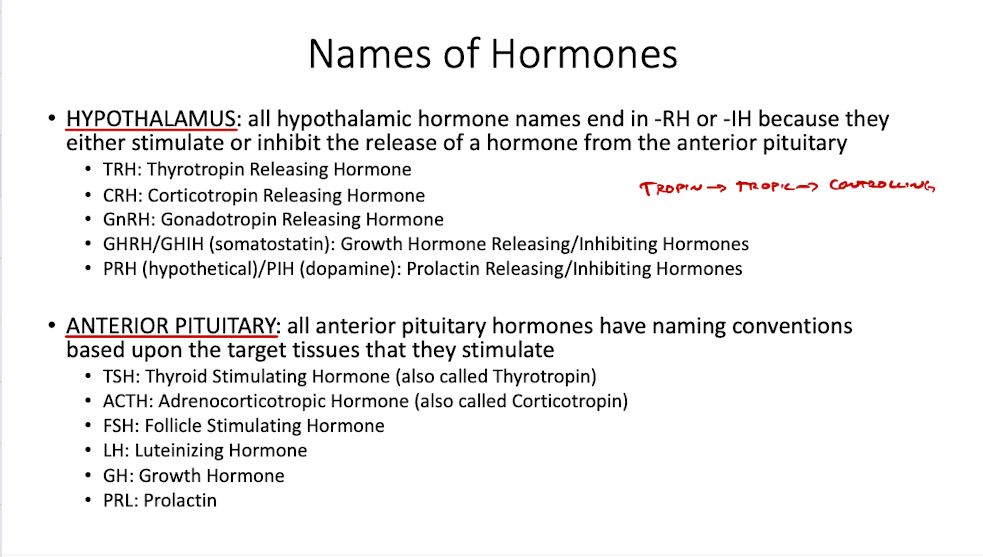 Names of Hormones
• HYPOTHALAMUS: all hypothalamic hormone names end in -RH or -IH because they
either stimulate or inhibit the release of a hormone from the anterior pituitary
• TRH: Thyrotropin Releasing Hormone
• CRH: Corticotropin Releasing Hormone
TROPIN → TROPIC → CONTROLLING
• GnRH: Gonadotropin Releasing Hormone
• GHRH/GHIH (somatostatin): Growth Hormone Releasing/Inhibiting Hormones
• PRH (hypothetical)/PIH (dopamine): Prolactin Releasing/Inhibiting Hormones
• ANTERIOR PITUITARY: all anterior pituitary hormones have naming conventions
based upon the target tissues that they stimulate
• TSH: Thyroid Stimulating Hormone (also called Thyrotropin)
• ACTH: Adrenocorticotropic Hormone (also called Corticotropin)
• FSH: Follicle Stimulating Hormone
• LH: Luteinizing Hormone
• GH: Growth Hormone
• PRL: Prolactin